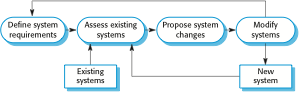 Define system
requirements
Assess existing
systems
Propose system
changes
Modify
systems
Existing
systems
New
system